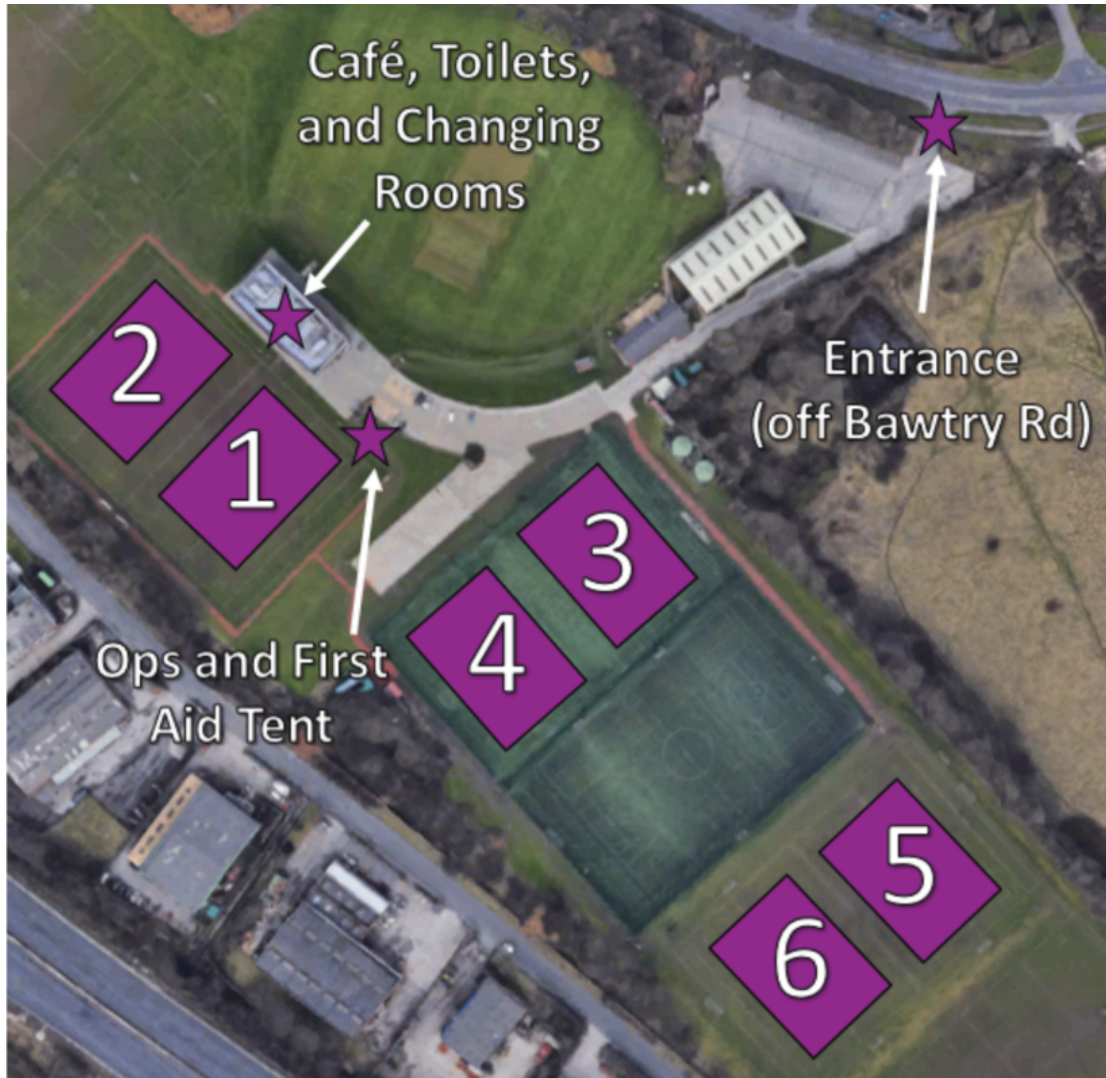 Café, Toilets,
and Changing
Rooms
Entrance
(off Bawtry Rd)
2
1
3
4
Ops and First
Aid Tent
5
6